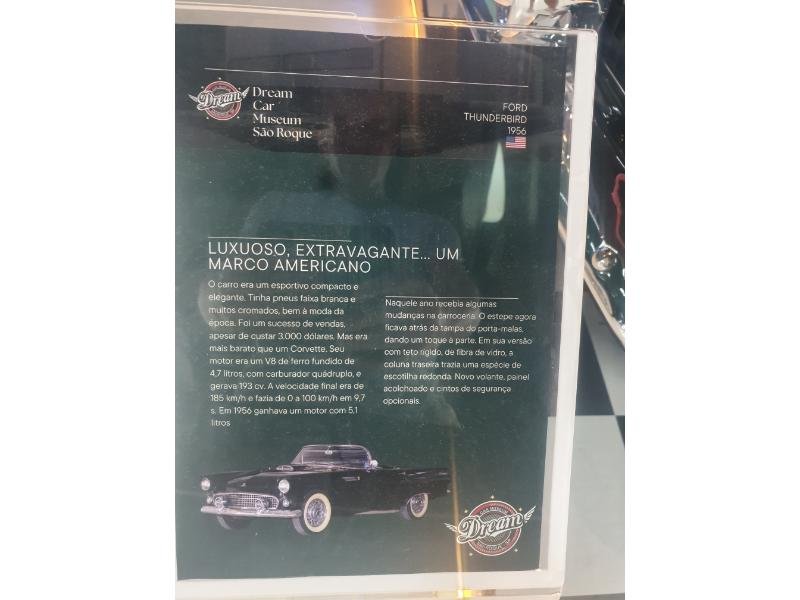 Dream
Dream
Car
Museum
São Roque
FORD
THUNDERBIRD
1956
LUXUOSO, EXTRAVAGANTE... UM
MARCO AMERICANO
O carro era um esportivo compacto e
elegante. Tinha pneus faixa branca e
muitos cromados, bem à moda da
época. Foi um sucesso de vendas,
apesar de custar 3.000 dólares. Mas era
mais barato que um Corvette. Seu
motor era um V8 de ferro fundido de
4,7 litros, com carburador quádruplo, e
gerava 193 cv. A velocidade final era de
185 km/h e fazia de 0 a 100 km/h em 9,7
s. Em 1956 ganhava um motor com 5,1
litros
Naquele ano recebia algumas
mudanças na carroceria. O estepe agora
ficava atrás da tampa do porta-malas,
dando um toque à parte. Em sua versão
com teto rígido, de fibra de vidro, a
coluna traseira trazia uma espécie de
escotilha redonda. Novo volante, painel
acolchoado e cintos de segurança
opcionais.
CAR MUSEUM
Dream